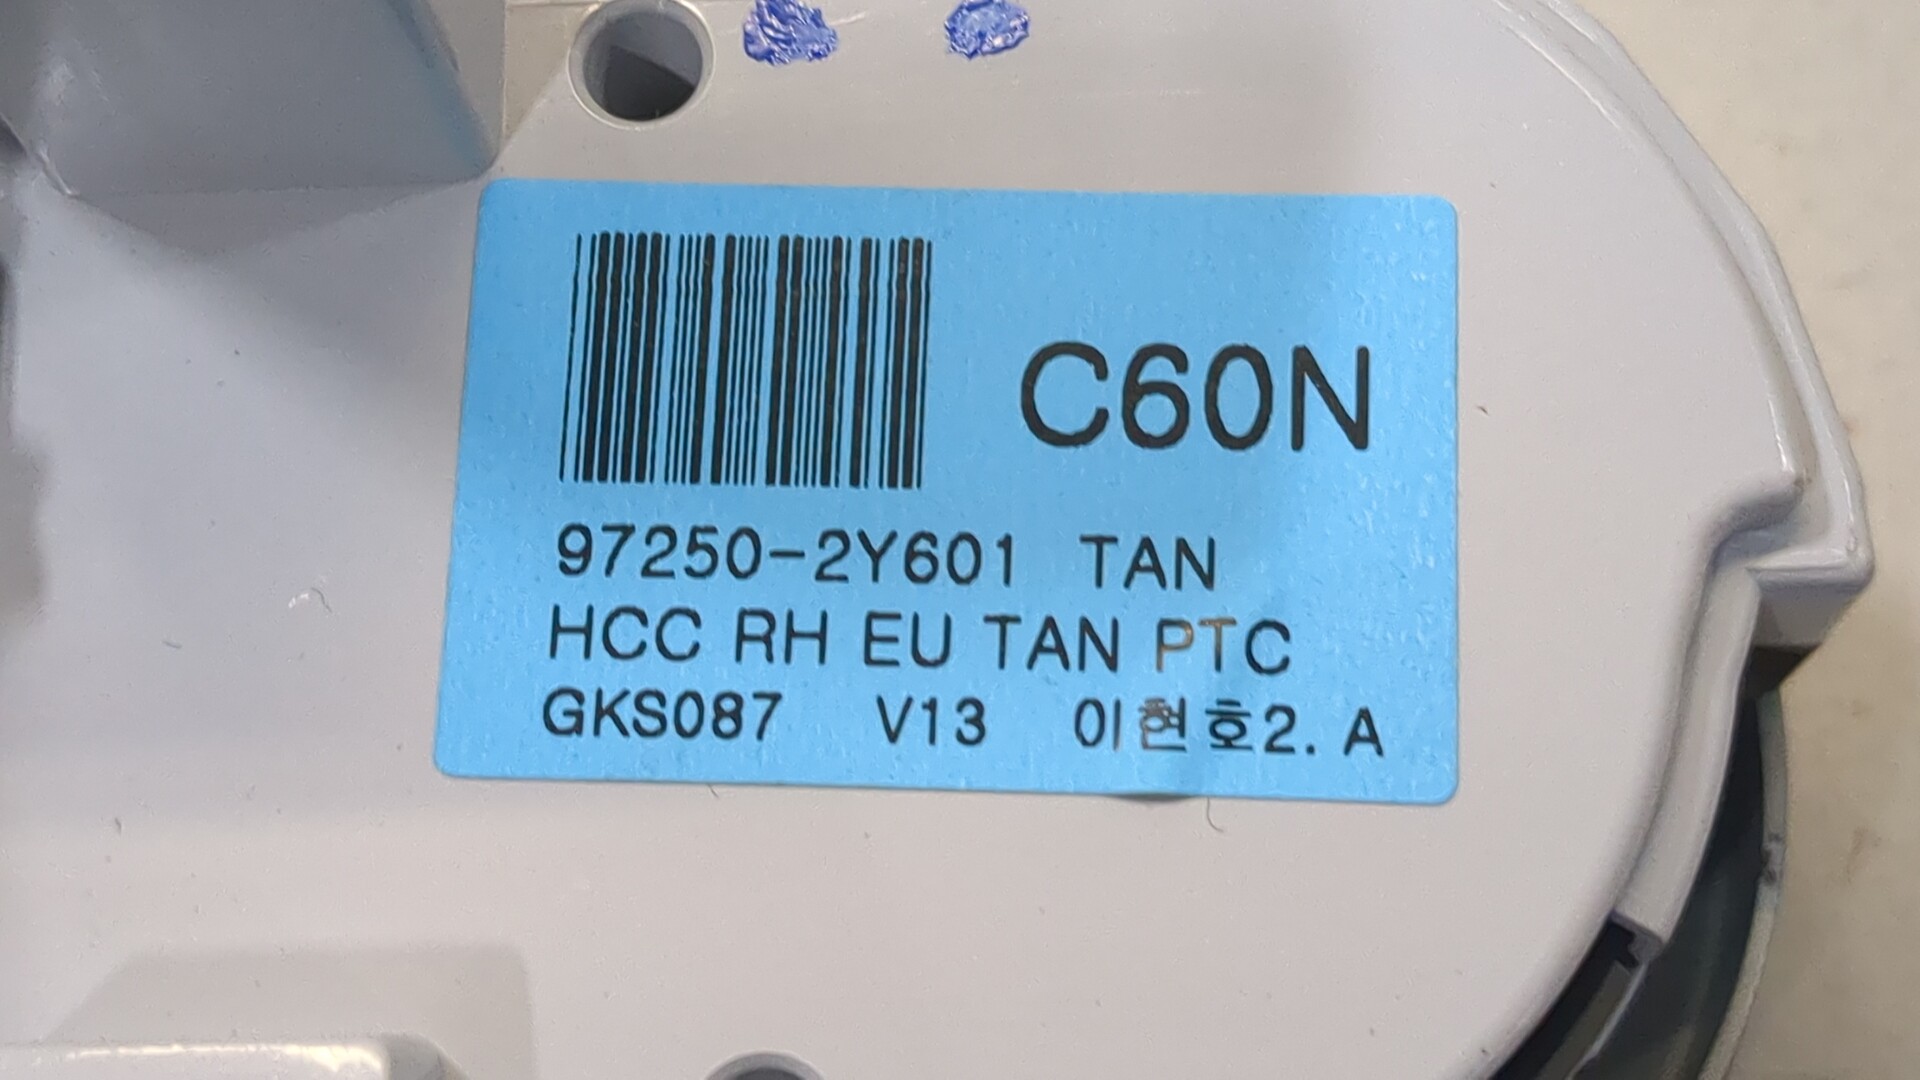 C60N
97250-2Y601 TAN
HCC RH EU TAN PTC
GKS087 V13 이현호2. A